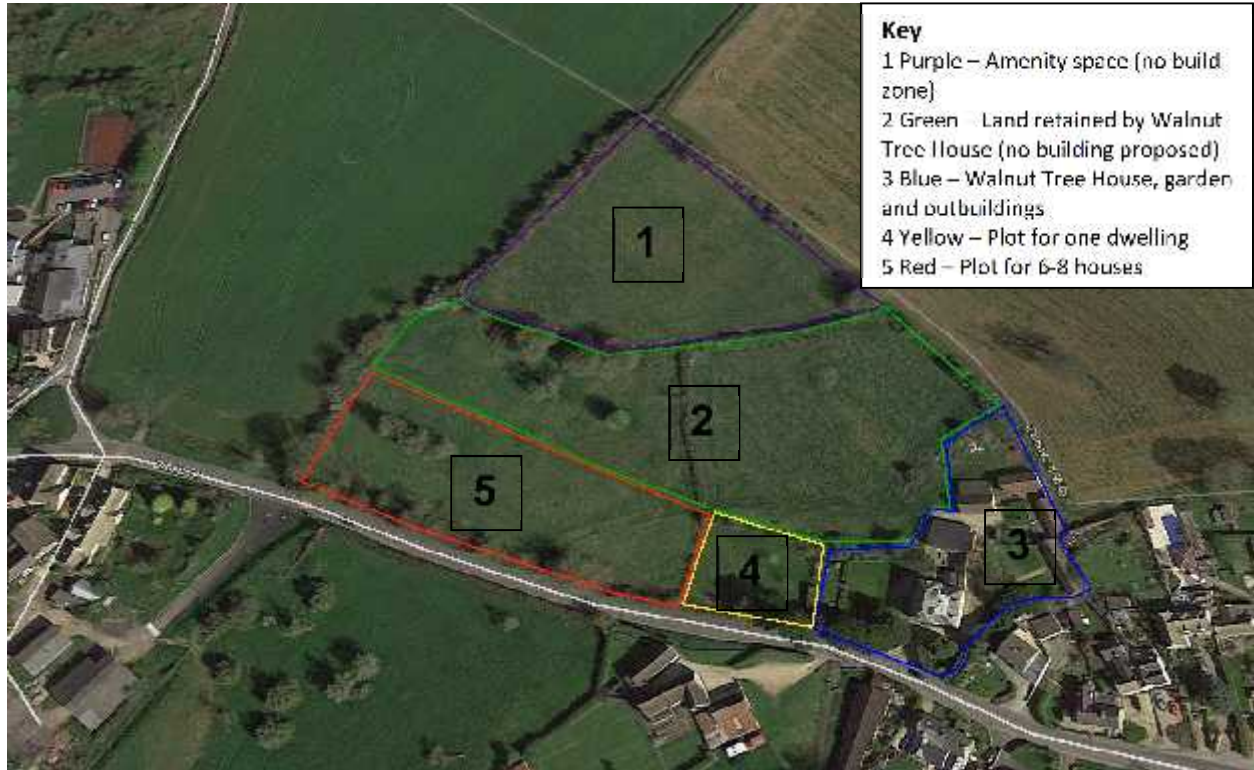 Key
1 Purple – Amenity space (no build
zone)
2 Green – Land retained by Walnut
Tree House (no building proposed)
3 Blue – Walnut Tree House, garden
and outbuildings
4 Yellow – Plot for one dwelling
5 Red – Plot for 6-8 houses
1
2
5
4
3